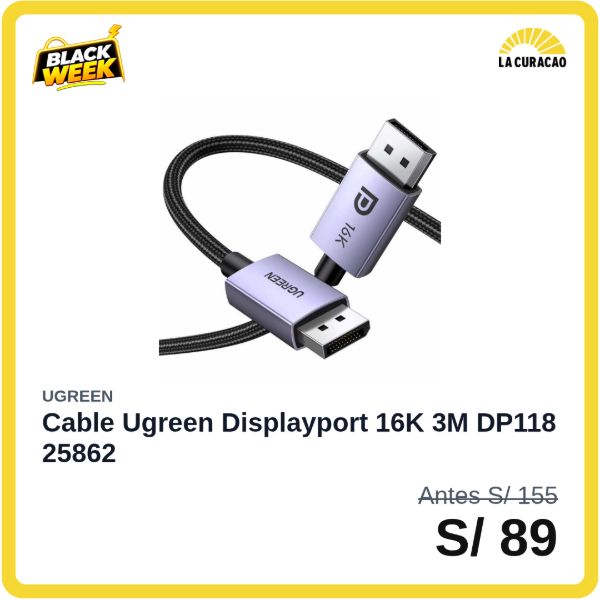 BLACK
WEEK
LA CURACAO
16K
UGREEN
UGREEN
Cable Ugreen Displayport 16K 3M DP118
25862
Antes S/ 155
S/ 89